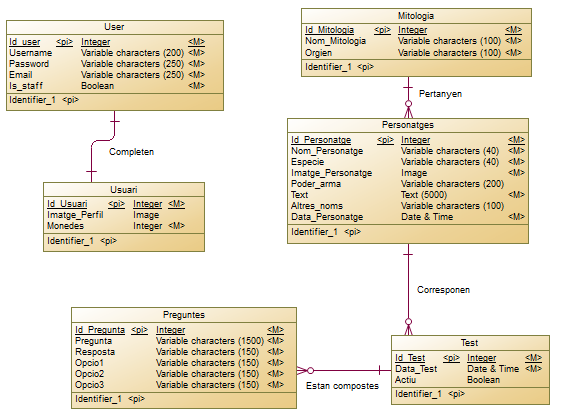 User
Id_user <pi> Integer <M>
Username Variable characters (200) <M>
Password Variable characters (250) <M>
Email Variable characters (250) <M>
Is_staff Boolean <M>
Identifier_1 <pi>
Completen
Usuari
Id_Usuari <pi> Integer <M>
Imatge_Perfil Image
Monedes Integer <M>
Identifier_1 <pi>
Mitologia
Id_Mitologia <pi> Integer <M>
Nom_Mitologia Variable characters (100) <M>
Orgien Variable characters (100) <M>
Identifier_1 <pi>
Pertanyen
Personatges
Id_Personatge <pi> Integer <M>
Nom_Personatge Variable characters (40) <M>
Especie Variable characters (40) <M>
Imatge_Personatge Image <M>
Poder_arma Variable characters (200)
Text Text (5000) <M>
Altres_noms Variable characters (100)
Data_Personatge Date & Time <M>
Identifier_1 <pi>
Corresponen
Preguntes
Id_Pregunta <pi> Integer <M>
Pregunta Variable characters (1500) <M>
Resposta Variable characters (150) <M>
Opcio1 Variable characters (150) <M>
Opcio2 Variable characters (150) <M>
Opcio3 Variable characters (150) <M>
Identifier_1 <pi>
Estan compostes
Test
Id_Test <pi> Integer <M>
Data_Test Date & Time <M>
Actiu Boolean
Identifier_1 <pi>